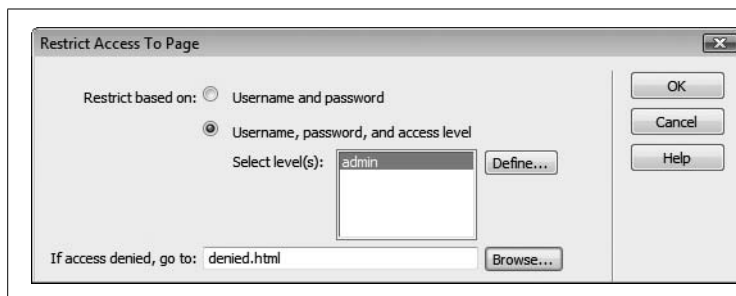 Restrict Access To Page
Restrict based on: Username and password
Username, password, and access level
Select level(s): admin Define...
If access denied, go to: denied.html Browse...
OK
Cancel
Help